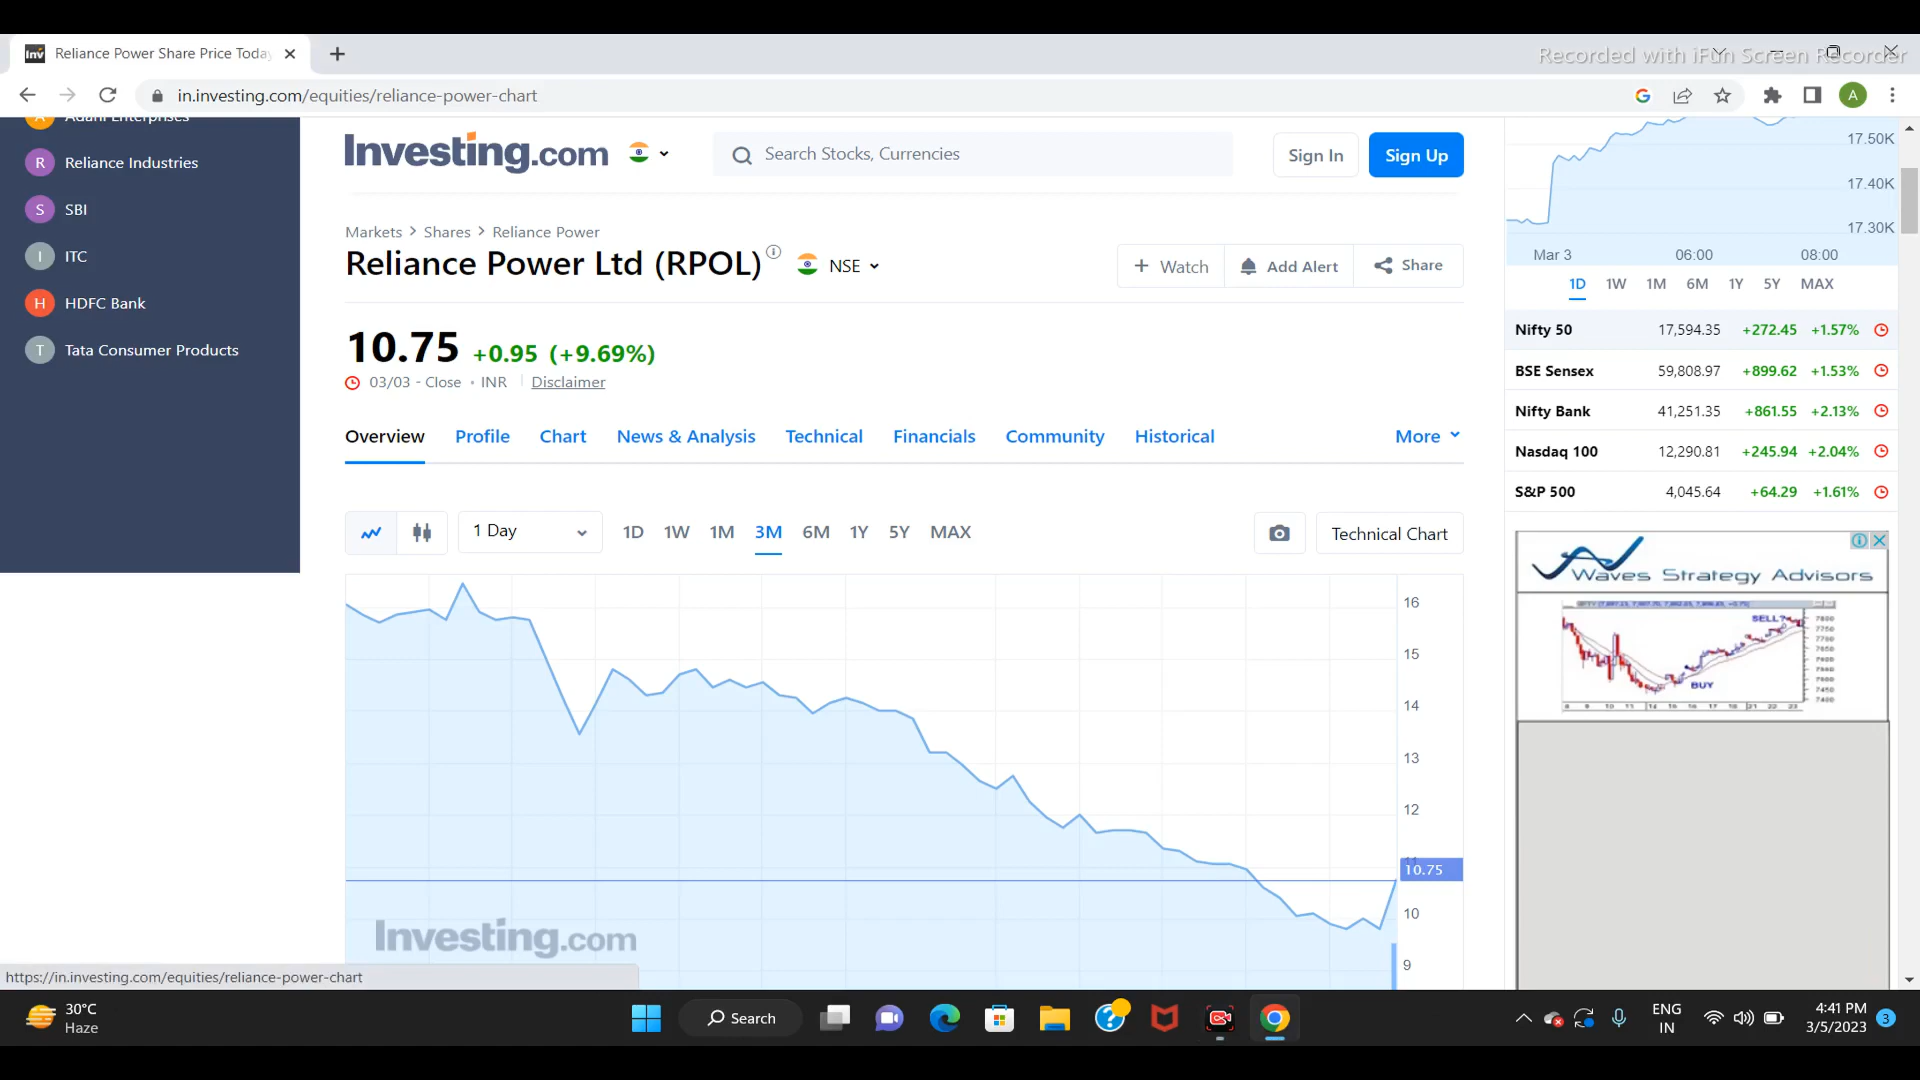 Reliance Power Share Price Toda
Recorded with iFun Screen Recorder
in.investing.com/equities/reliance-power-chart
A
Adani Enterprises
R Reliance Industries
S SBI
I ITC
H HDFC Bank
T Tata Consumer Products
Investing.com
Search Stocks, Currencies
Sign In
Sign Up
Markets > Shares > Reliance Power
Reliance Power Ltd (RPOL)
NSE
+ Watch
Add Alert
Share
10.75 +0.95 (+9.69%)
03/03 - Close • INR Disclaimer
Overview Profile Chart News & Analysis Technical Financials Community Historical More
1 Day 1D 1W 1M 3M 6M 1Y 5Y MAX
Technical Chart
16
15
14
13
12
10.75
10
9
Investing.com
17.50K
17.40K
17.30K
Mar 3 06:00 08:00
1D 1W 1M 6M 1Y 5Y MAX
Nifty 50 17,594.35 +272.45 +1.57%
BSE Sensex 59,808.97 +899.62 +1.53%
Nifty Bank 41,251.35 +861.55 +2.13%
Nasdaq 100 12,290.81 +245.94 +2.04%
S&P 500 4,045.64 +64.29 +1.61%
Waves Strategy Advisors
SELL?
BUY
https://in.investing.com/equities/reliance-power-chart
30°C
Haze
Search
ENG
IN
4:41 PM
3/5/2023
3